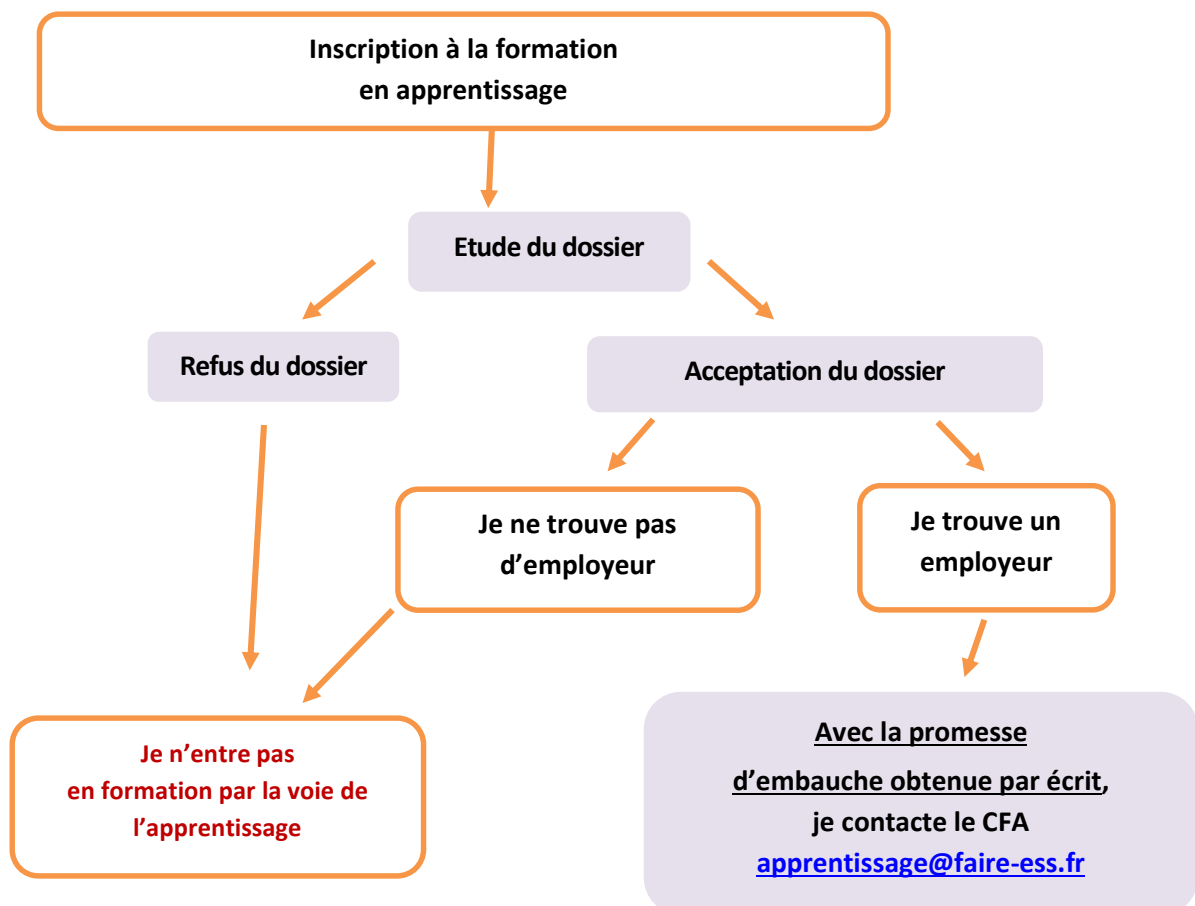 Inscription à la formation
en apprentissage
Etude du dossier
Refus du dossier
Acceptation du dossier
Je ne trouve pas
d’employeur
Je trouve un
employeur
Je n’entre pas
en formation par la voie de
l’apprentissage
Avec la promesse
d’embauche obtenue par écrit,
je contacte le CFA
apprentissage@faire-ess.fr